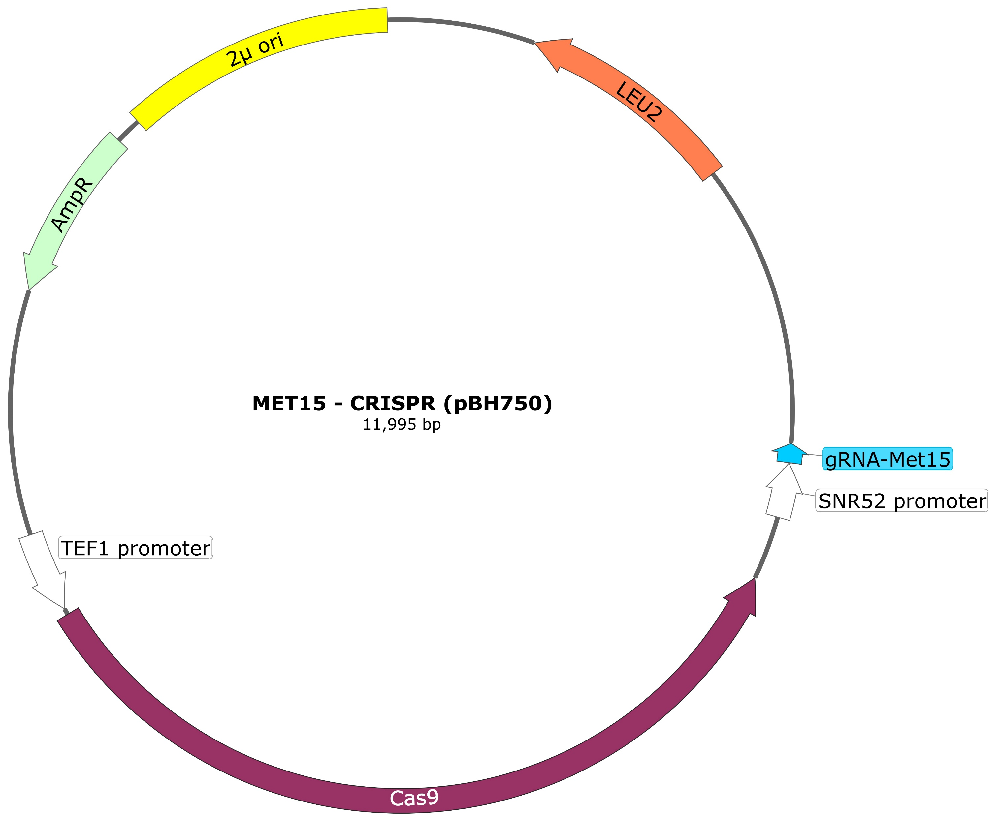 2µ ori
LEU2
AmpR
MET15 - CRISPR (pBH750)
11,995 bp
gRNA-Met15
SNR52 promoter
TEF1 promoter
Cas9